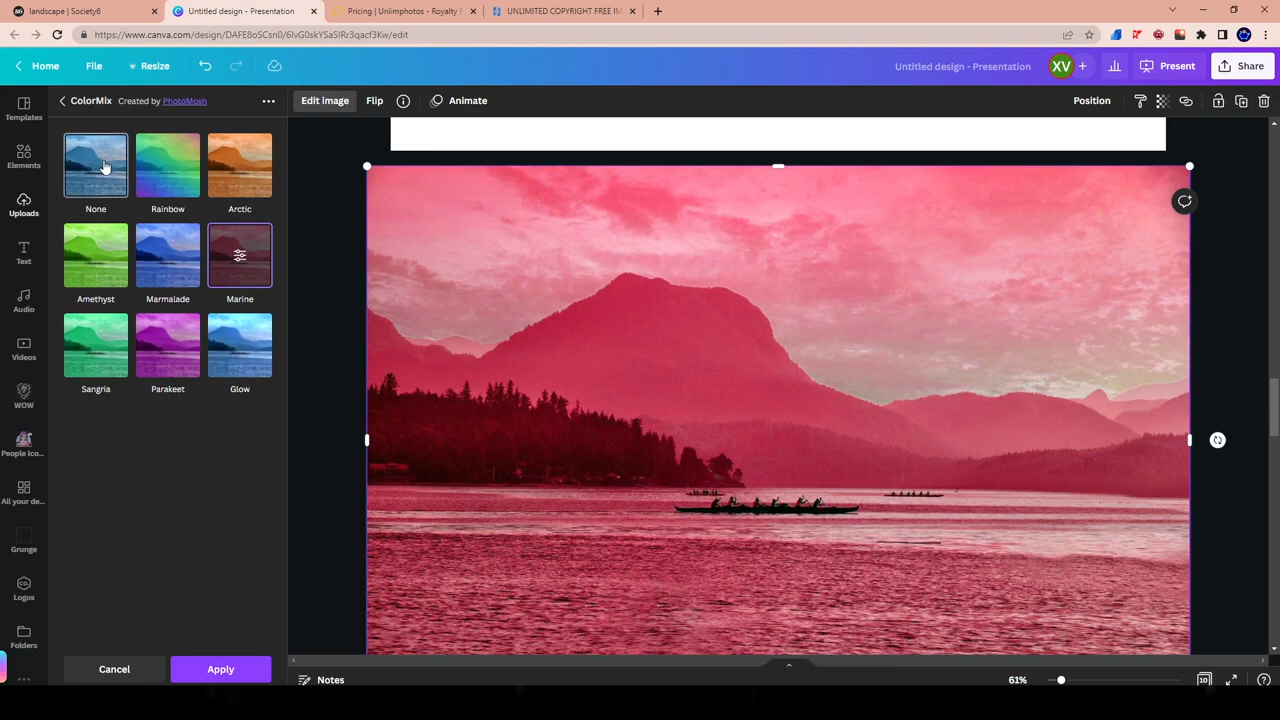 landscape | Society6
Untitled design - Presentation
Pricing | Unlimphotos - Royalty F
UNLIMITED COPYRIGHT FREE IM
https://www.canva.com/design/DAFE8oSCsn0/6IvG0skYSaSIRr3qacf3Kw/edit
Home
File
Resize
Untitled design - Presentation
XV
Present
Share
Templates
Elements
Uploads
Text
Audio
Videos
WOW
People Ico...
All your de...
Grunge
CO.
Logos
Folders
ColorMix Created by PhotoMosh
None
Rainbow
Arctic
Amethyst
Marmalade
Marine
Sangria
Parakeet
Glow
Cancel
Apply
Edit image
Flip
Animate
Position
Notes
61%
10